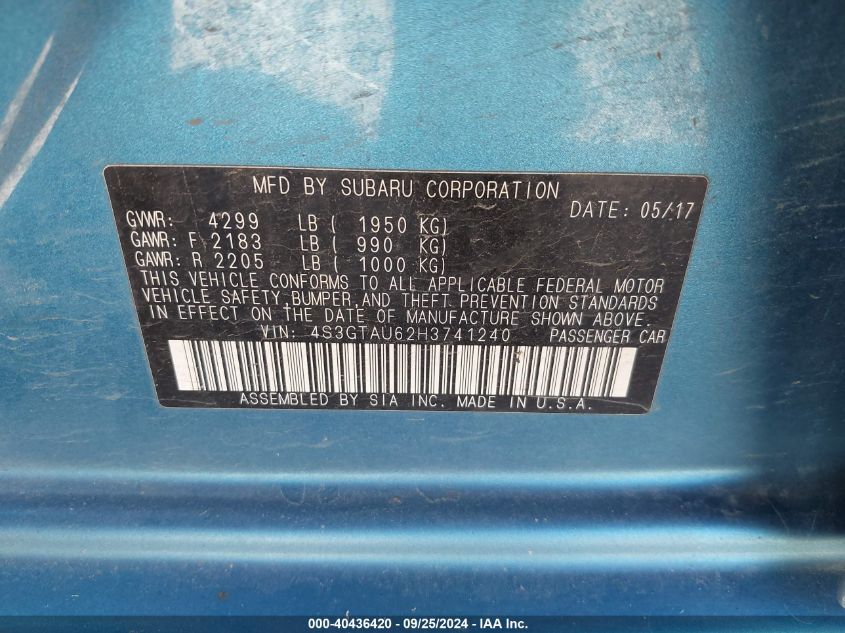 MFD BY SUBARU CORPORATION
DATE: 05/17
GVWR: 4299 LB ( 1950 KG)
GAWR: F 2183 LB ( 990 KG)
GAWR: R 2205 LB ( 1000 KG)
THIS VEHICLE CONFORMS TO ALL APPLICABLE FEDERAL MOTOR
VEHICLE SAFETY, BUMPER, AND THEFT PREVENTION STANDARDS
IN EFFECT ON THE DATE OF MANUFACTURE SHOWN ABOVE.
VIN: 4S3GTAU62H3741240 PASSENGER CAR
ASSEMBLED BY SIA INC. MADE IN U.S.A.
000-40436420 - 09/25/2024 - IAA Inc.